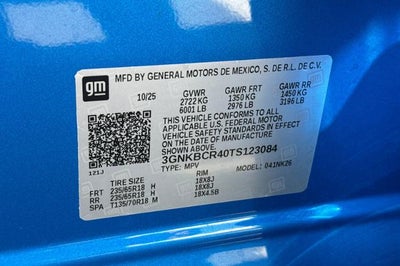 gm
MFD BY GENERAL MOTORS DE MEXICO, S. DE R.L. DE C.V.
10/25 GVWR GAWR FRT GAWR RR
2722 KG 1350 KG 1450 KG
6001 LB 2976 LB 3196 LB
THIS VEHICLE CONFORMS TO ALL
APPLICABLE U.S. FEDERAL MOTOR
VEHICLE SAFETY STANDARDS IN EFFECT ON THE
DATE OF MANUFACTURE
3GNKBCR40TS123084
121J TYPE: MPV MODEL: 041NK26
TIRE SIZE RIM
FRT 235/65R18 H 18X8J
RR 235/65R18 H 18X8J
SPA T135/70R18 M 18X4.5B